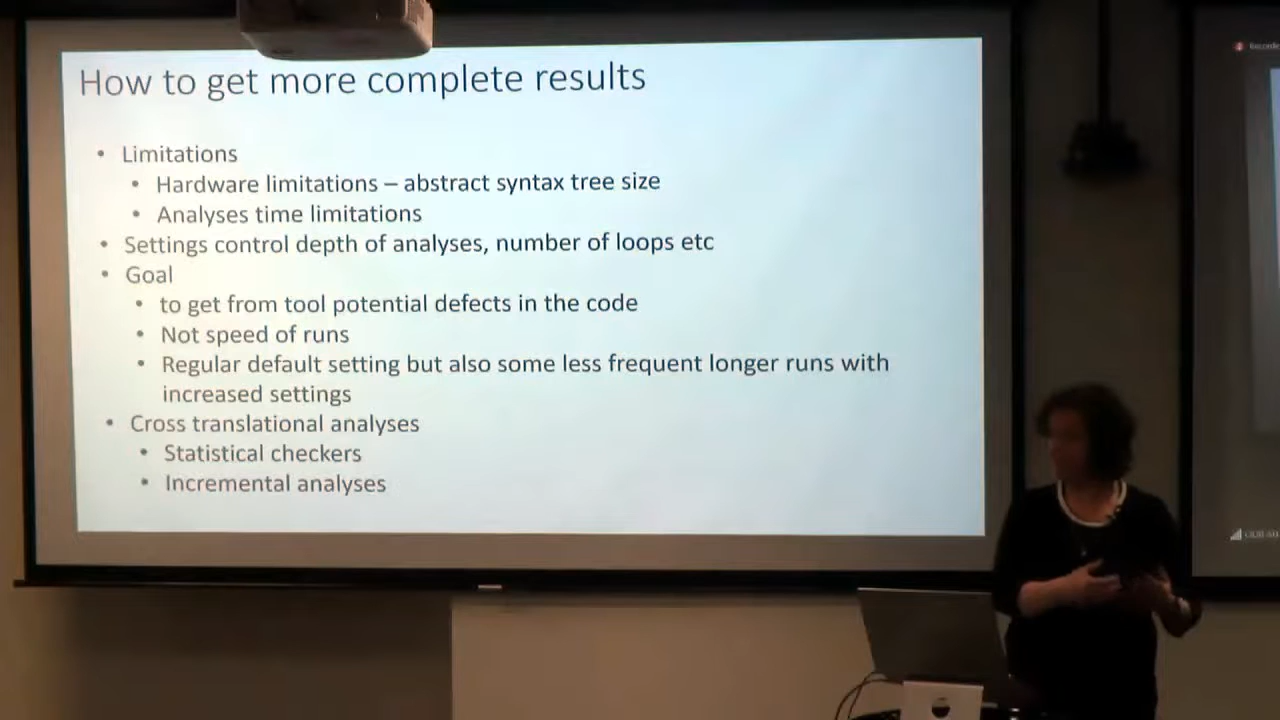 How to get more complete results
• Limitations
• Hardware limitations – abstract syntax tree size
• Analyses time limitations
• Settings control depth of analyses, number of loops etc
• Goal
• to get from tool potential defects in the code
• Not speed of runs
• Regular default setting but also some less frequent longer runs with
increased settings
• Cross translational analyses
• Statistical checkers
• Incremental analyses